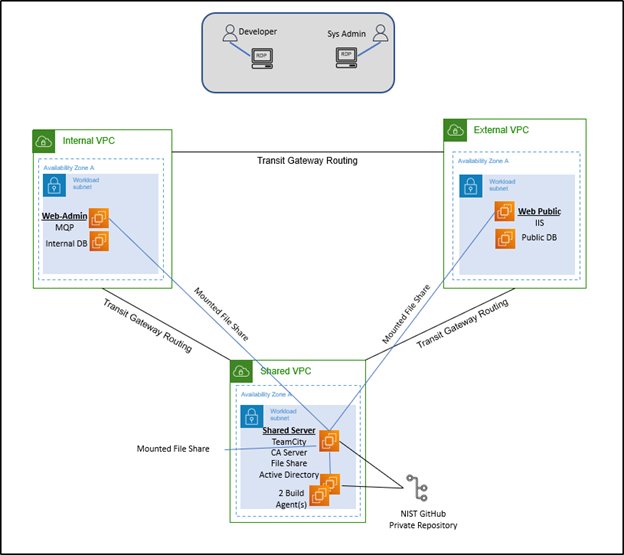 Developer
Sys Admin
RDP
RDP
Internal VPC
External VPC
Transit Gateway Routing
Availability Zone A
Workload
subnet
Web-Admin
MQP
Internal DB
Availability Zone A
Workload
subnet
Web Public
IIS
Public DB
Mounted File Share
Mounted File Share
Transit Gateway Routing
Transit Gateway Routing
Shared VPC
Availability Zone A
Workload
subnet
Shared Server
TeamCity
CA Server
File Share
Active Directory
Mounted File Share
2 Build
Agent(s)
NIST GitHub
Private Repository